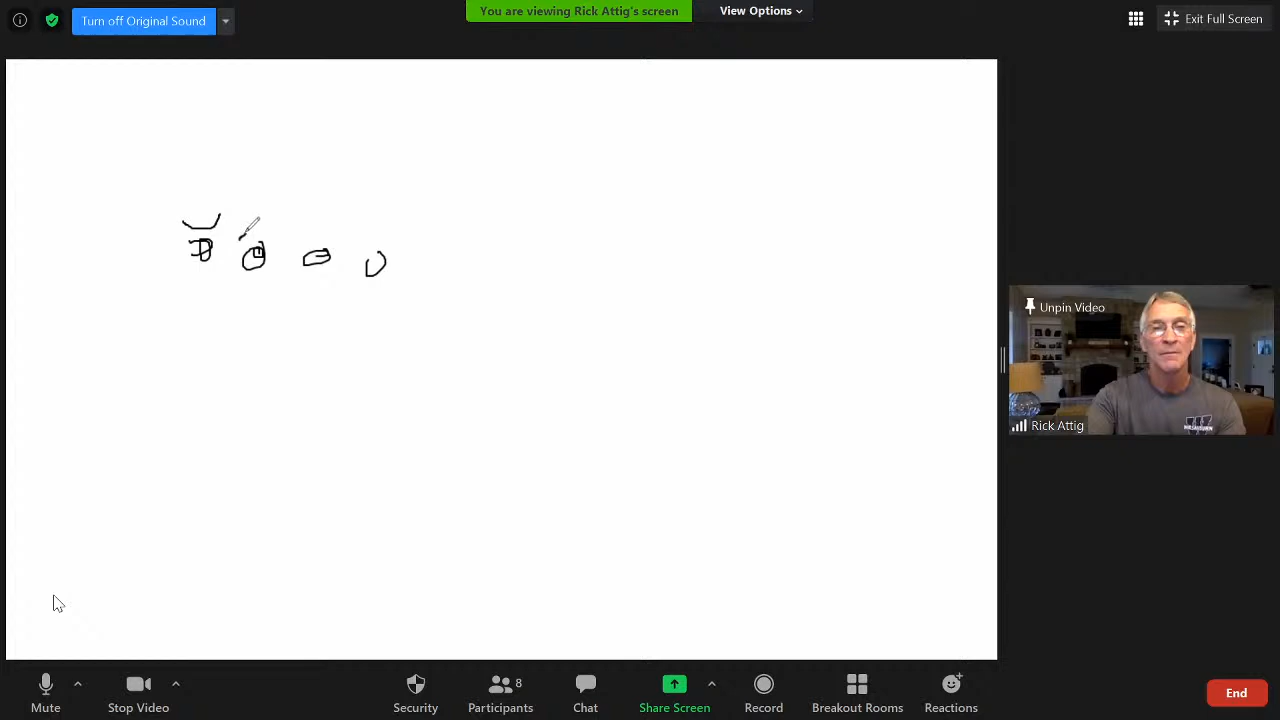 Turn off Original Sound
You are viewing Rick Attig's screen
View Options
Exit Full Screen
Unpin Video
Rick Attig
Mute
Stop Video
Security
Participants
8
Chat
Share Screen
Record
Breakout Rooms
Reactions
End